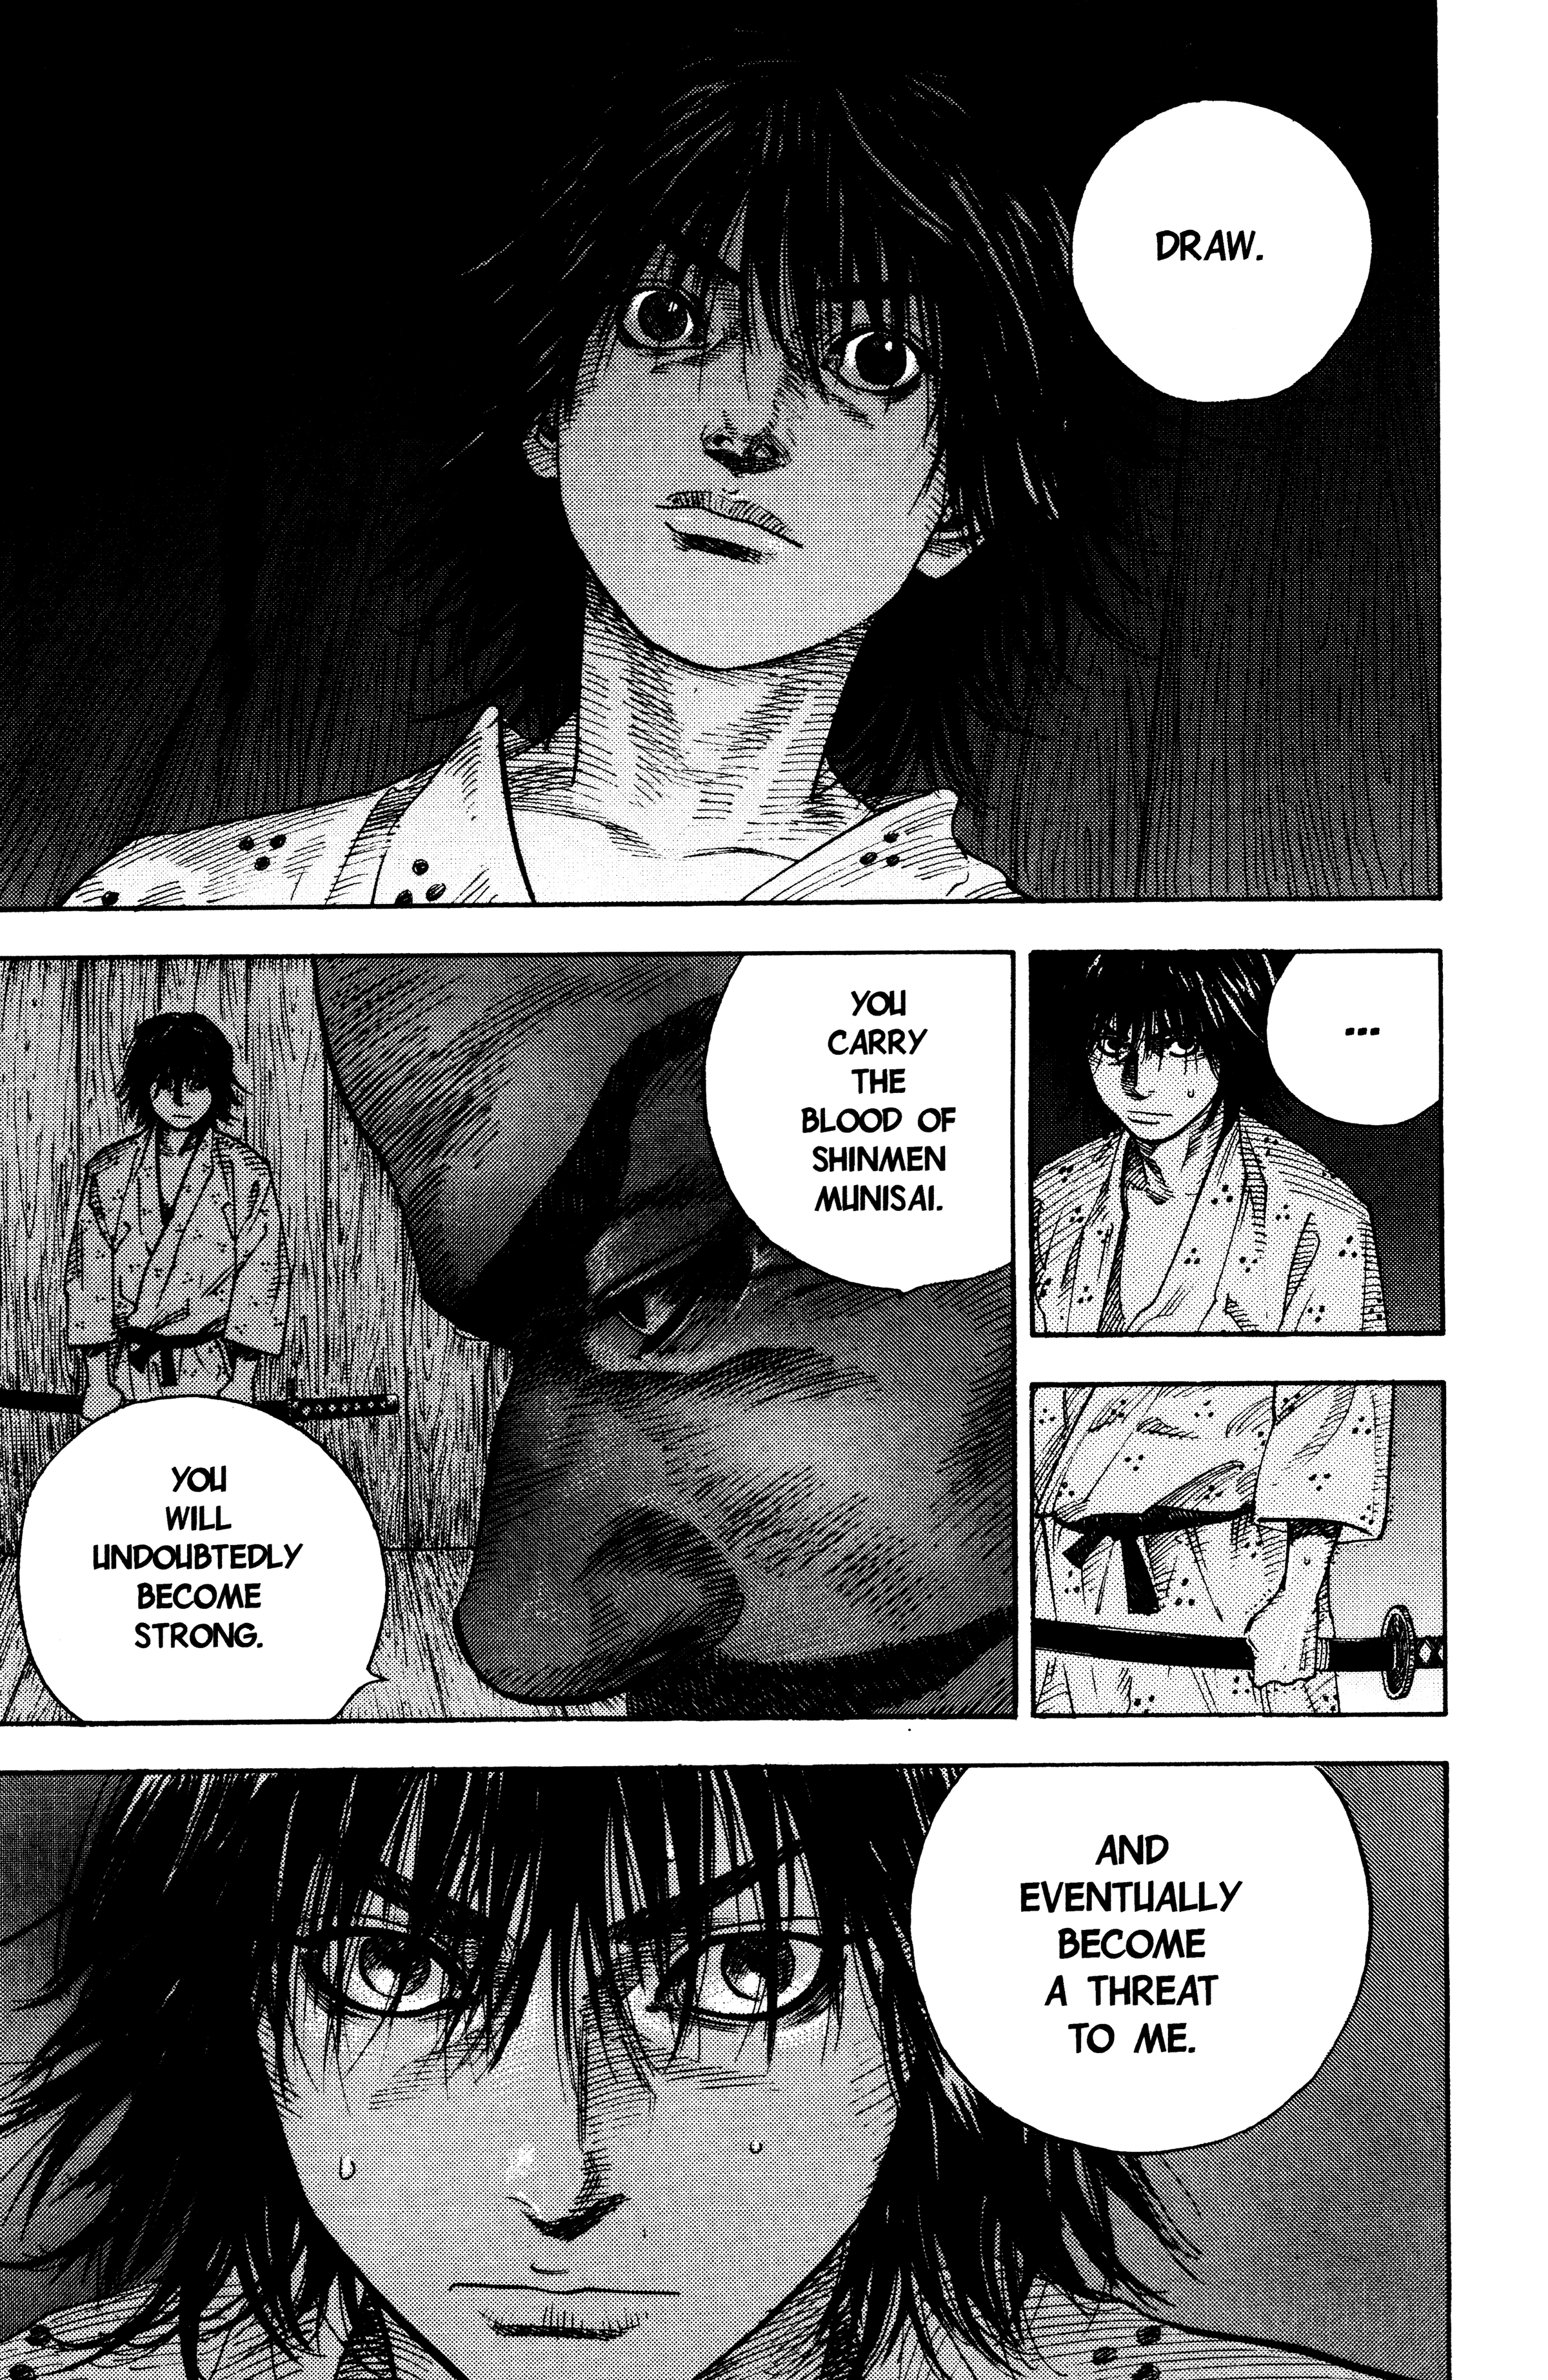 DRAW.
...
YOU
CARRY
THE
BLOOD OF
SHINMEN
MUNISAI.
YOU
WILL
UNDOUBTEDLY
BECOME
STRONG.
AND
EVENTUALLY
BECOME
A THREAT
TO ME.